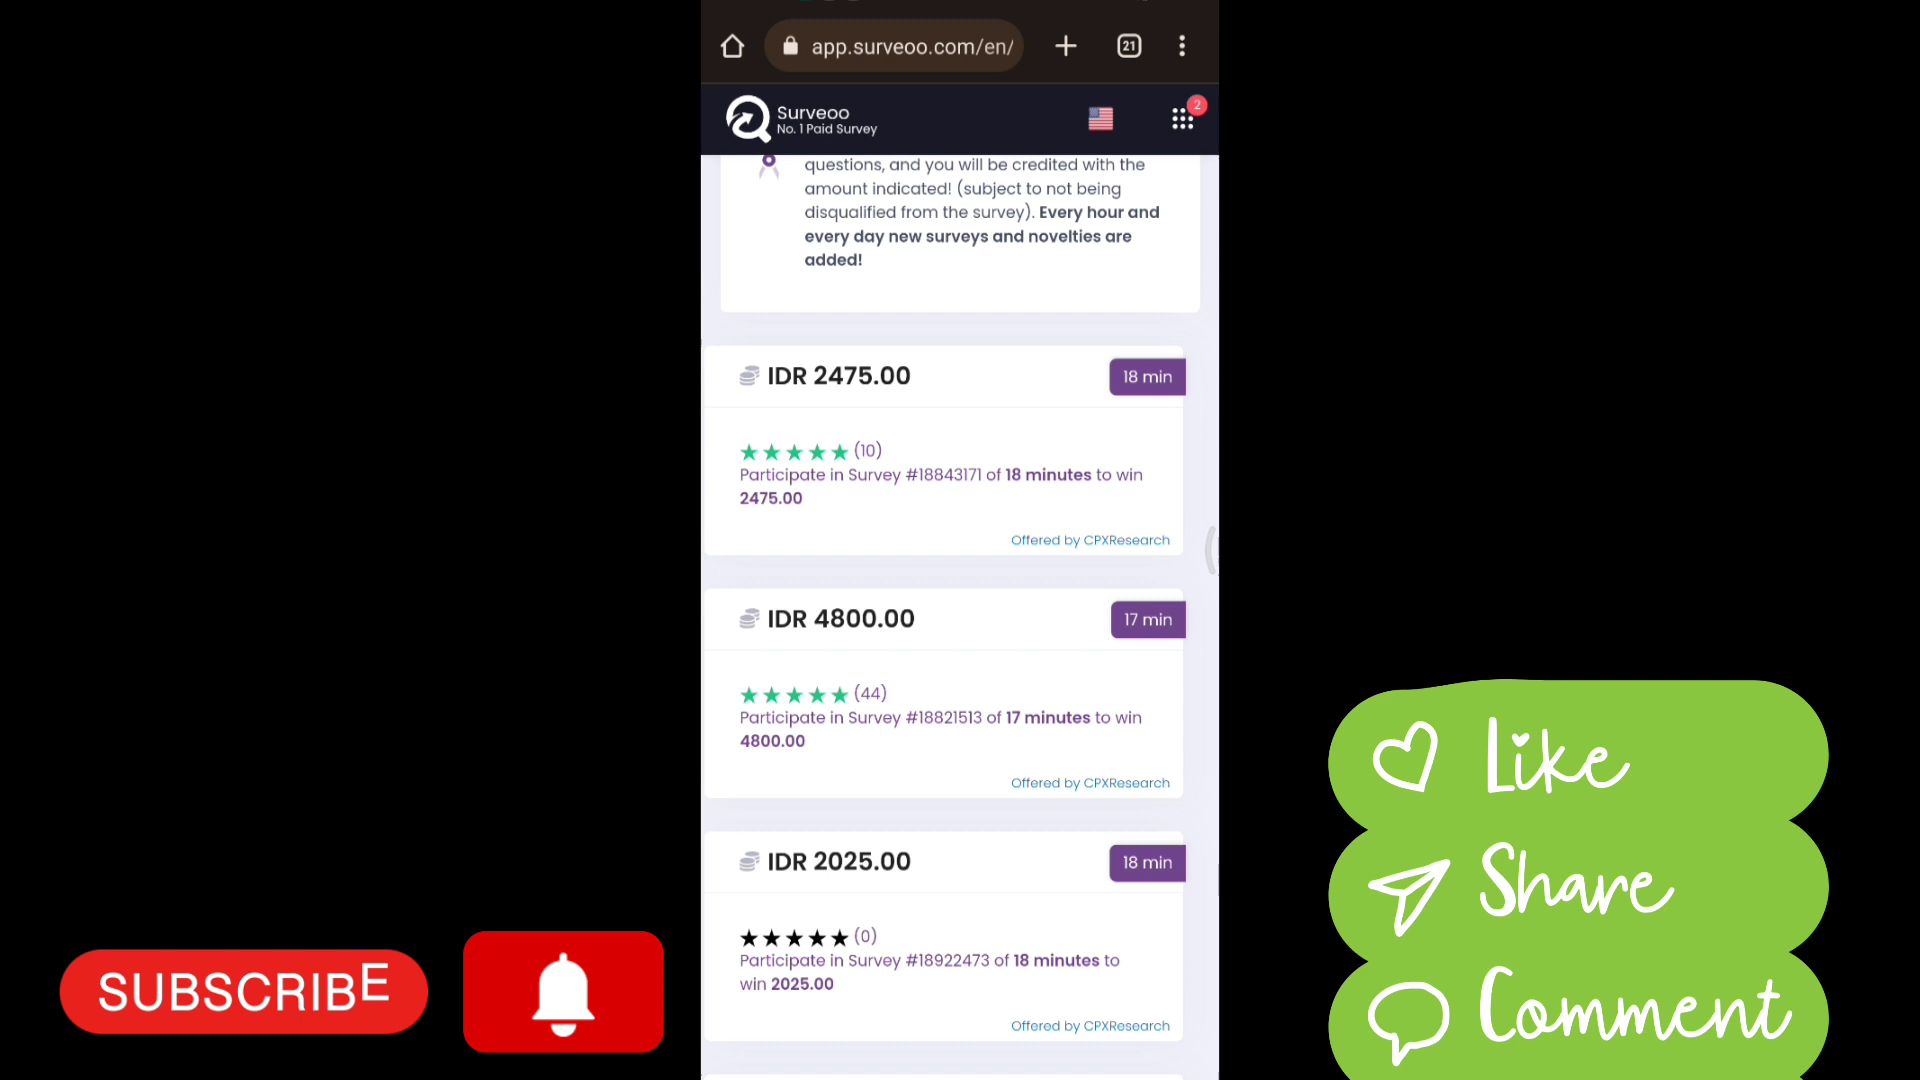 app.surveoo.com/en/
21
Surveoo
No. 1 Paid Survey
2
questions, and you will be credited with the
amount indicated! (subject to not being
disqualified from the survey). Every hour and
every day new surveys and novelties are
added!
IDR 2475.00
18 min
(10)
Participate in Survey #18843171 of 18 minutes to win
2475.00
Offered by CPXResearch
IDR 4800.00
17 min
(44)
Participate in Survey #18821513 of 17 minutes to win
4800.00
Offered by CPXResearch
IDR 2025.00
18 min
(0)
Participate in Survey #18922473 of 18 minutes to
win 2025.00
Offered by CPXResearch
SUBSCRIBE
Like
Share
Comment